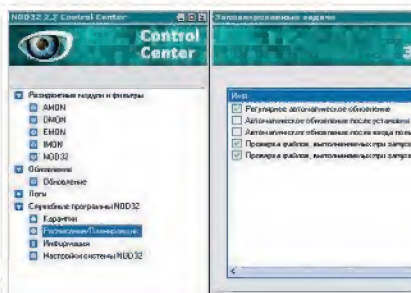 NOD32 2.7 Control Center
Control
Center
Резидентные модули и фильтры
AMON
DMON
EMON
IMON
NOD32
Обновление
Обновление
Логи
Служебные программы NOD32
Карантин
Расписание/Планировщик
Информация
Настройки системы NOD32
Запланированные задачи
Имя
Регулярное автоматическое обновление
Автоматическое обновление после установки
Автоматическое обновление после входа
Проверка файлов, выполняемых при запуск
Проверка файлов, выполняемых при запуск